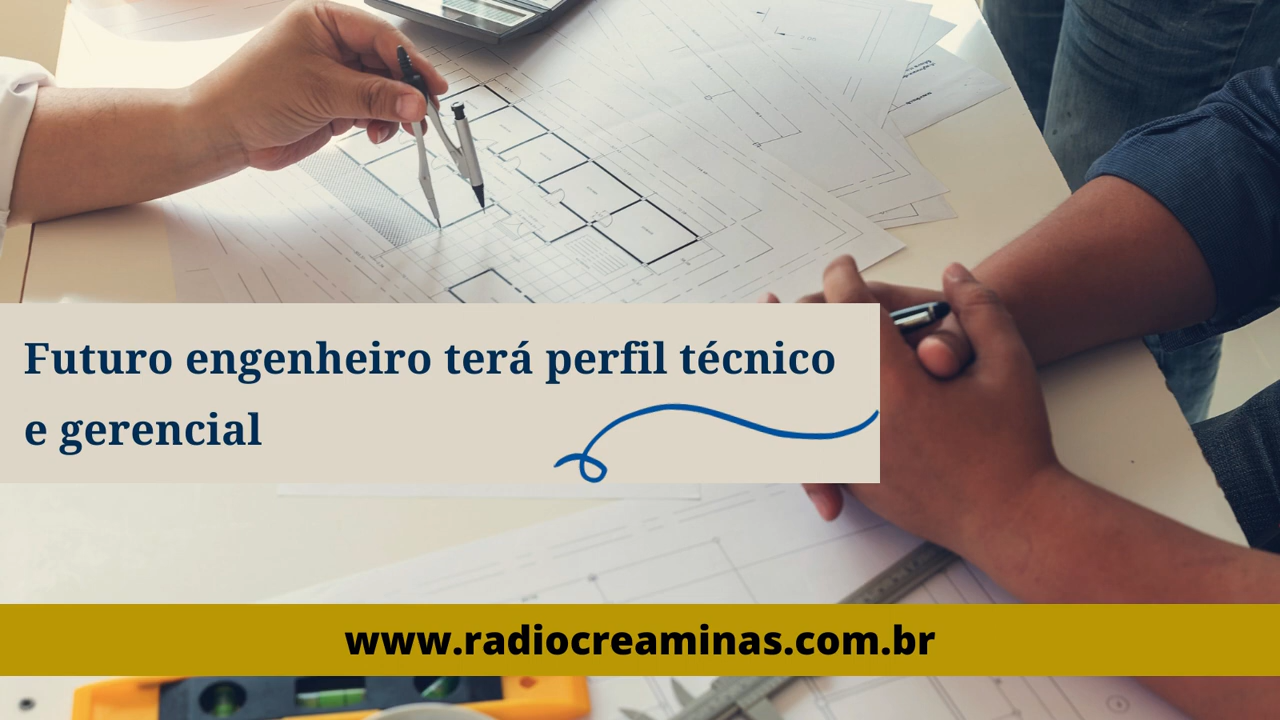 Futuro engenheiro terá perfil técnico
e gerencial
www.radiocreaminas.com.br